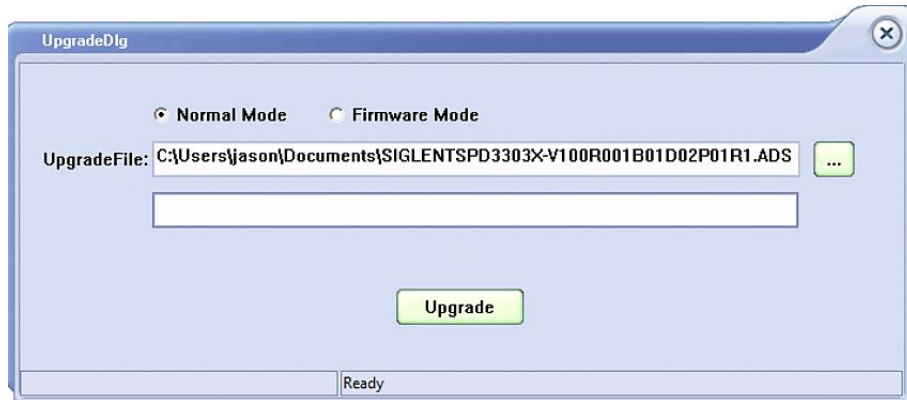 UpgradeDlg
Normal Mode Firmware Mode
UpgradeFile: C:\Users\jason\Documents\SIGLENTSPD3303X-V100R001B01D02P01R1.ADS ...
Upgrade
Ready